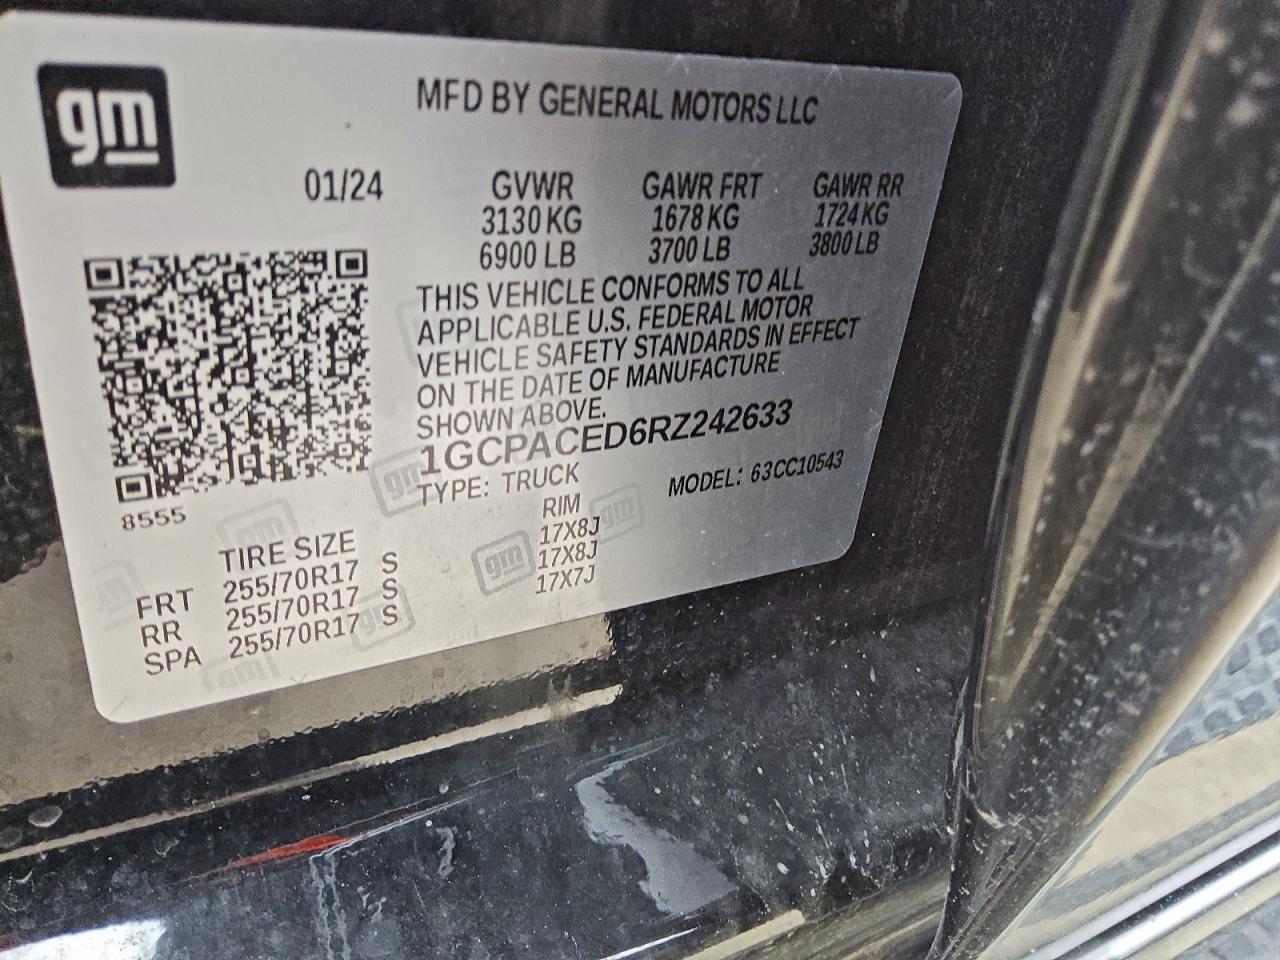 gm
MFD BY GENERAL MOTORS LLC
01/24 GVWR GAWR FRT GAWR RR
3130 KG 1678 KG 1724 KG
6900 LB 3700 LB 3800 LB
THIS VEHICLE CONFORMS TO ALL
APPLICABLE U.S. FEDERAL MOTOR
VEHICLE SAFETY STANDARDS IN EFFECT
ON THE DATE OF MANUFACTURE
SHOWN ABOVE.
1GCPACED6RZ242633
TYPE: TRUCK MODEL: 63CC10543
8555
TIRE SIZE RIM
FRT 255/70R17 S 17X8J
RR 255/70R17 S 17X8J
SPA 255/70R17 S 17X7J